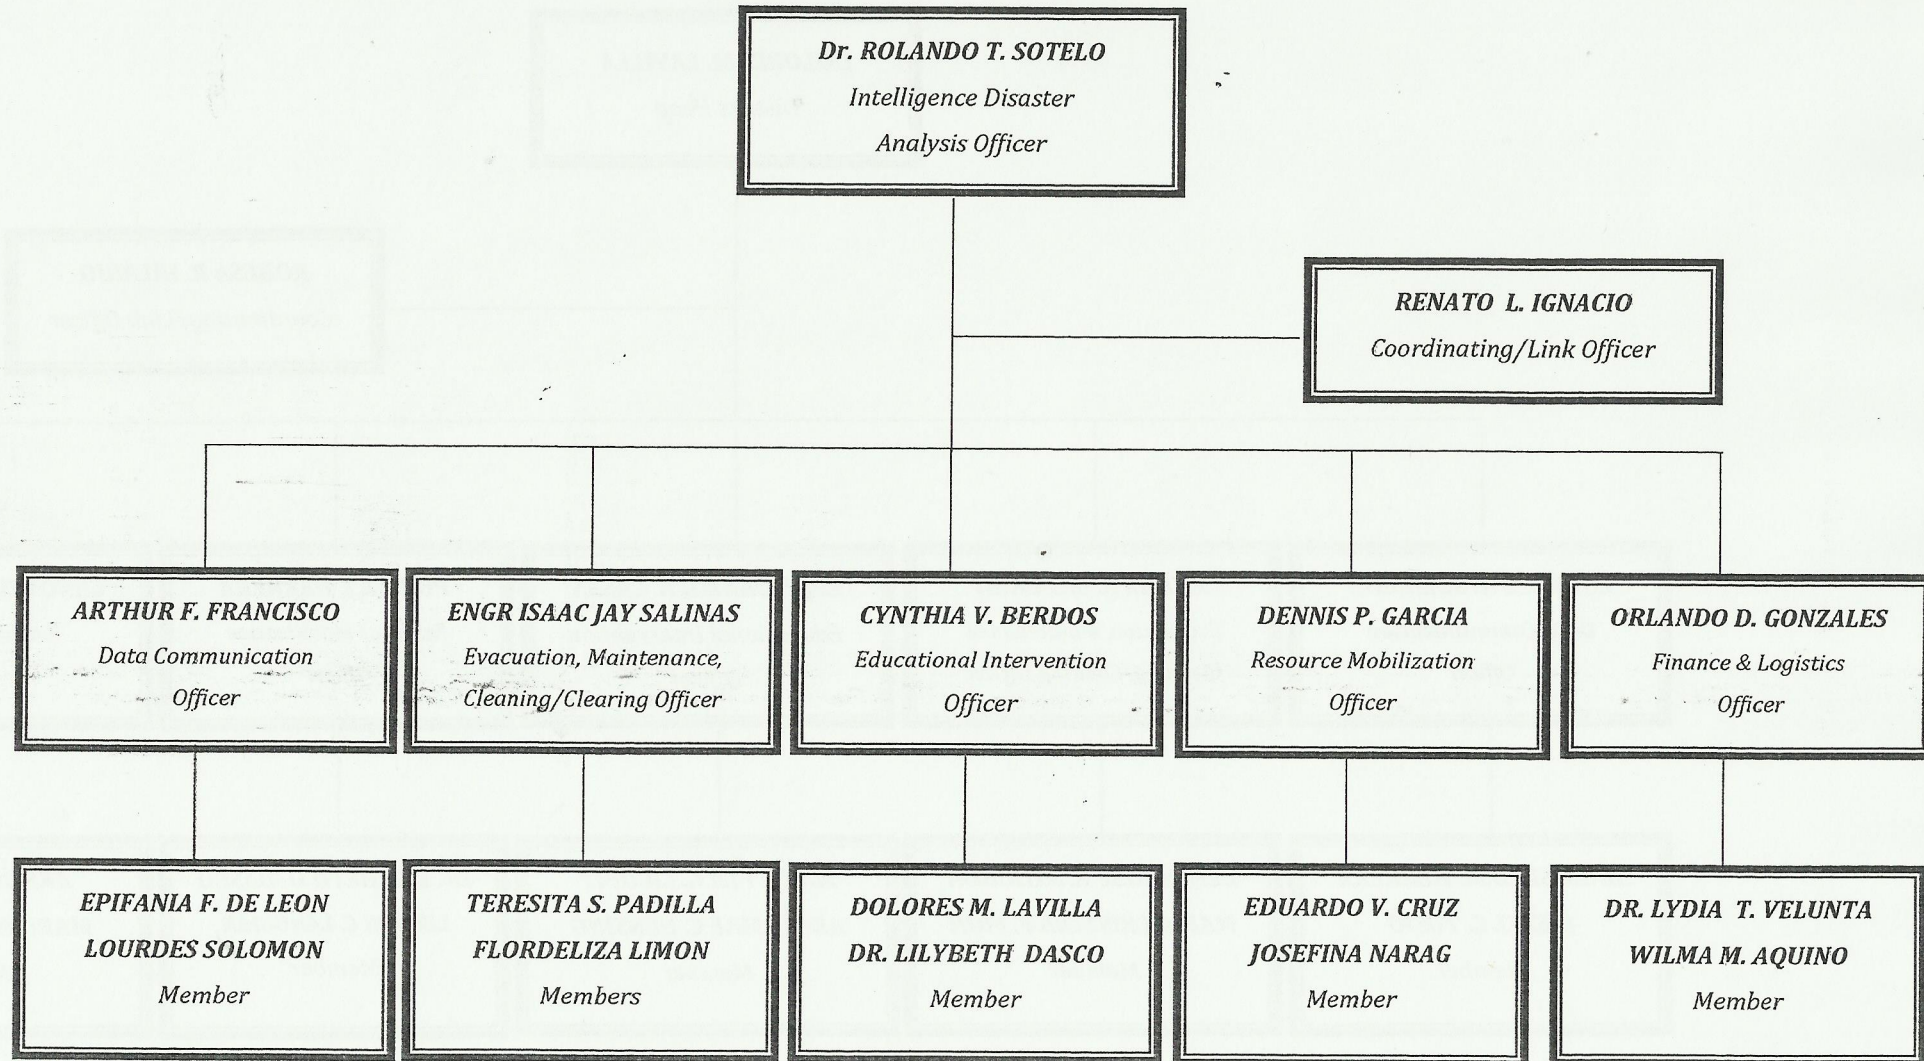 Dr. ROLANDO T. SOTELO
Intelligence Disaster
Analysis Officer
RENATO L. IGNACIO
Coordinating/Link Officer
ARTHUR F. FRANCISCO
Data Communication
Officer
ENGR ISAAC JAY SALINAS
Evacuation, Maintenance,
Cleaning/Clearing Officer
CYNTHIA V. BERDOS
Educational Intervention
Officer
DENNIS P. GARCIA
Resource Mobilization
Officer
ORLANDO D. GONZALES
Finance & Logistics
Officer
EPIFANIA F. DE LEON
LOURDES SOLOMON
Member
TERESITA S. PADILLA
FLORDELIZA LIMON
Members
DOLORES M. LAVILLA
DR. LILYBETH DASCO
Member
EDUARDO V. CRUZ
JOSEFINA NARAG
Member
DR. LYDIA T. VELUNTA
WILMA M. AQUINO
Member